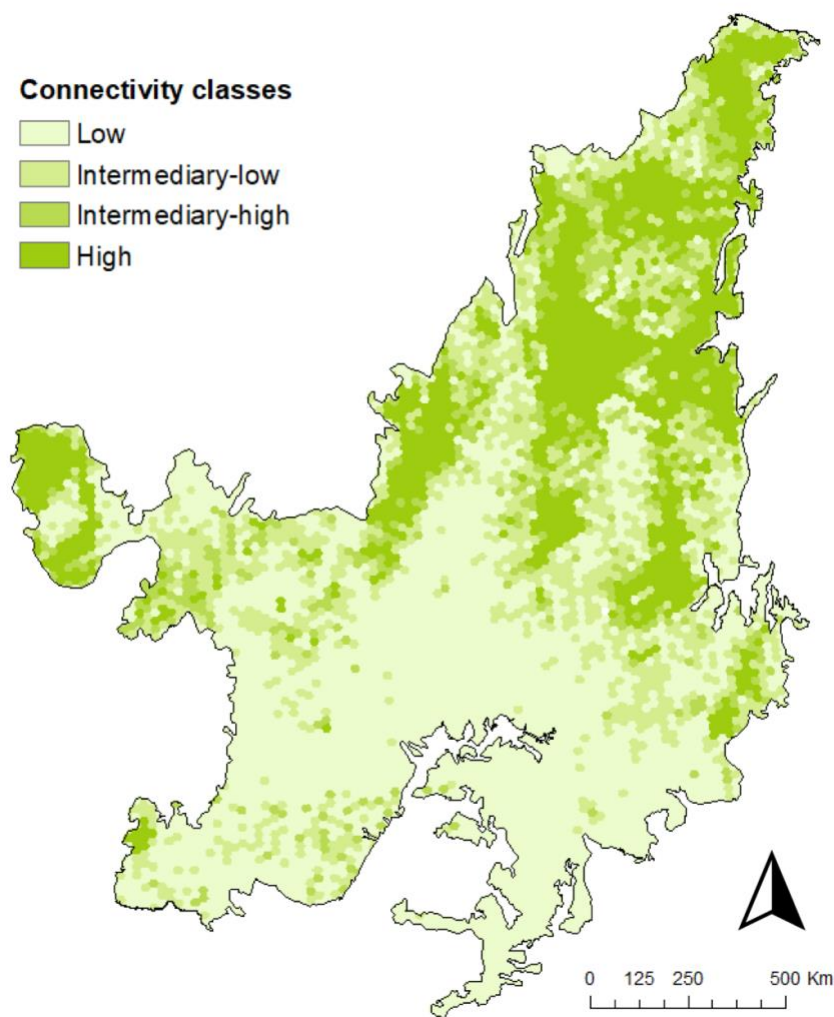 Connectivity classes
Low
Intermediary-low
Intermediary-high
High
0 125 250 500 Km